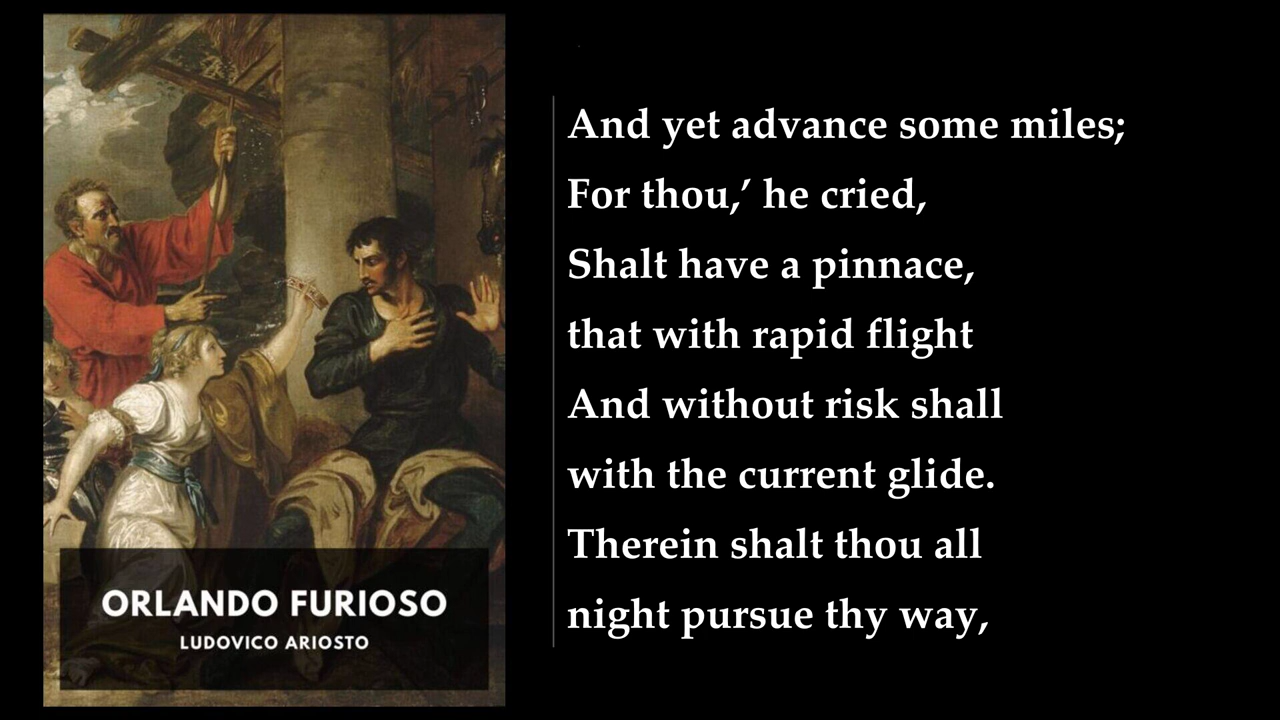 ORLANDO FURIOSO
LUDOVICO ARIOSTO
And yet advance some miles;
For thou,’ he cried,
Shalt have a pinnace,
that with rapid flight
And without risk shall
with the current glide.
Therein shalt thou all
night pursue thy way,